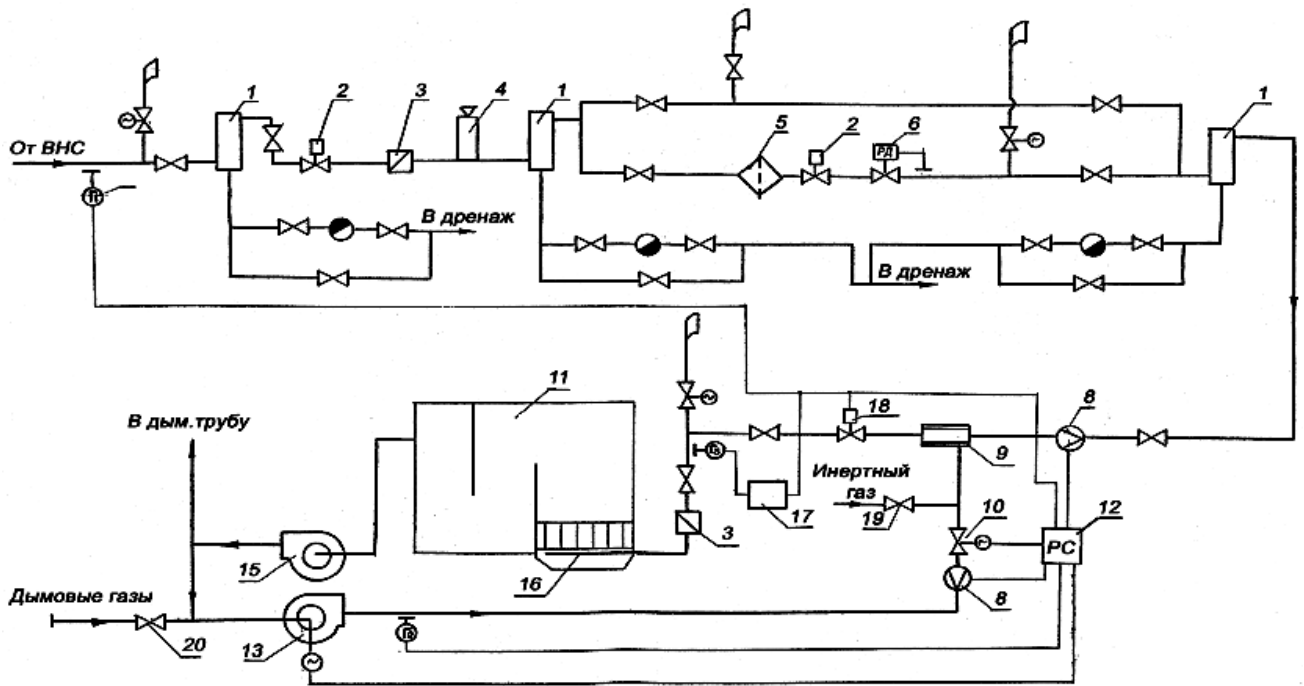 1
2
3
4
1
5
2
6
1
От ВНС
РД
В дренаж
В дренаж
11
18
8
В дым.трубу
9
Инертный
газ
10
12
17
19
3
РС
15
16
8
Дымовые газы
20
13